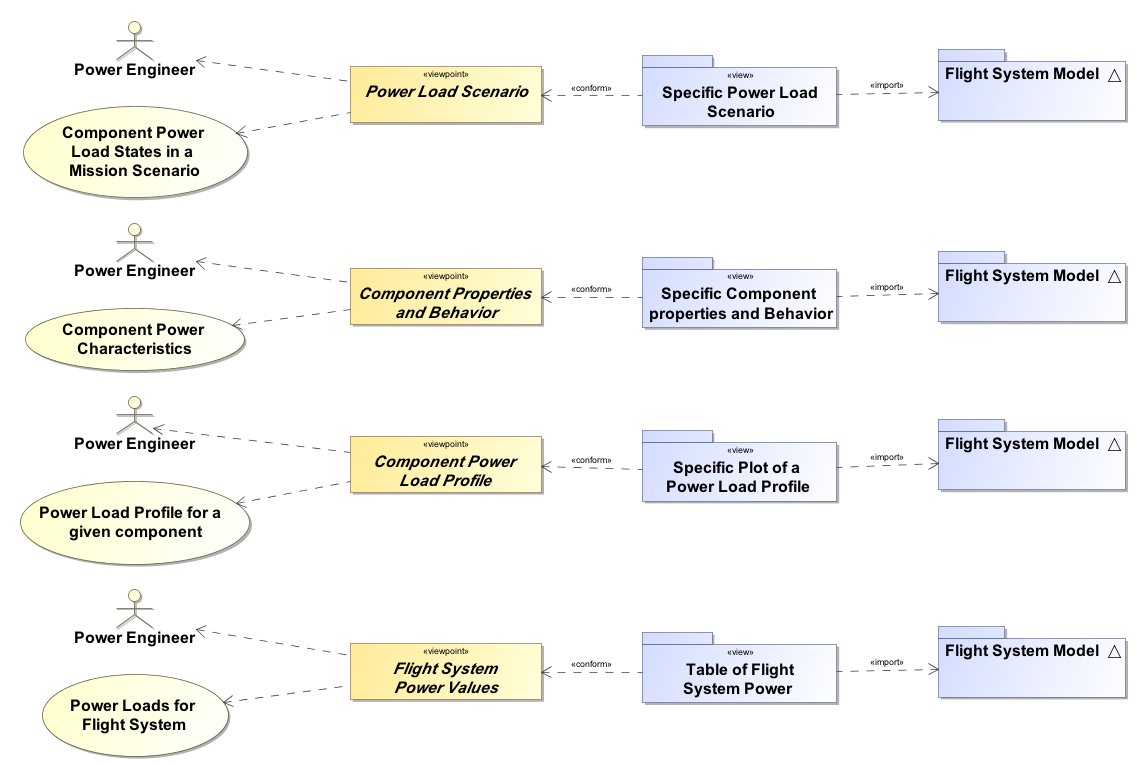 Power Engineer
Component Power
Load States in a
Mission Scenario
«viewpoint»
Power Load Scenario
«conform»
«view»
Specific Power Load
Scenario
«import»
Flight System Model
Power Engineer
Component Power
Characteristics
«viewpoint»
Component Properties
and Behavior
«conform»
«view»
Specific Component
properties and Behavior
«import»
Flight System Model
Power Engineer
Power Load Profile for a
given component
«viewpoint»
Component Power
Load Profile
«conform»
«view»
Specific Plot of a
Power Load Profile
«import»
Flight System Model
Power Engineer
Power Loads for
Flight System
«viewpoint»
Flight System
Power Values
«conform»
«view»
Table of Flight
System Power
«import»
Flight System Model